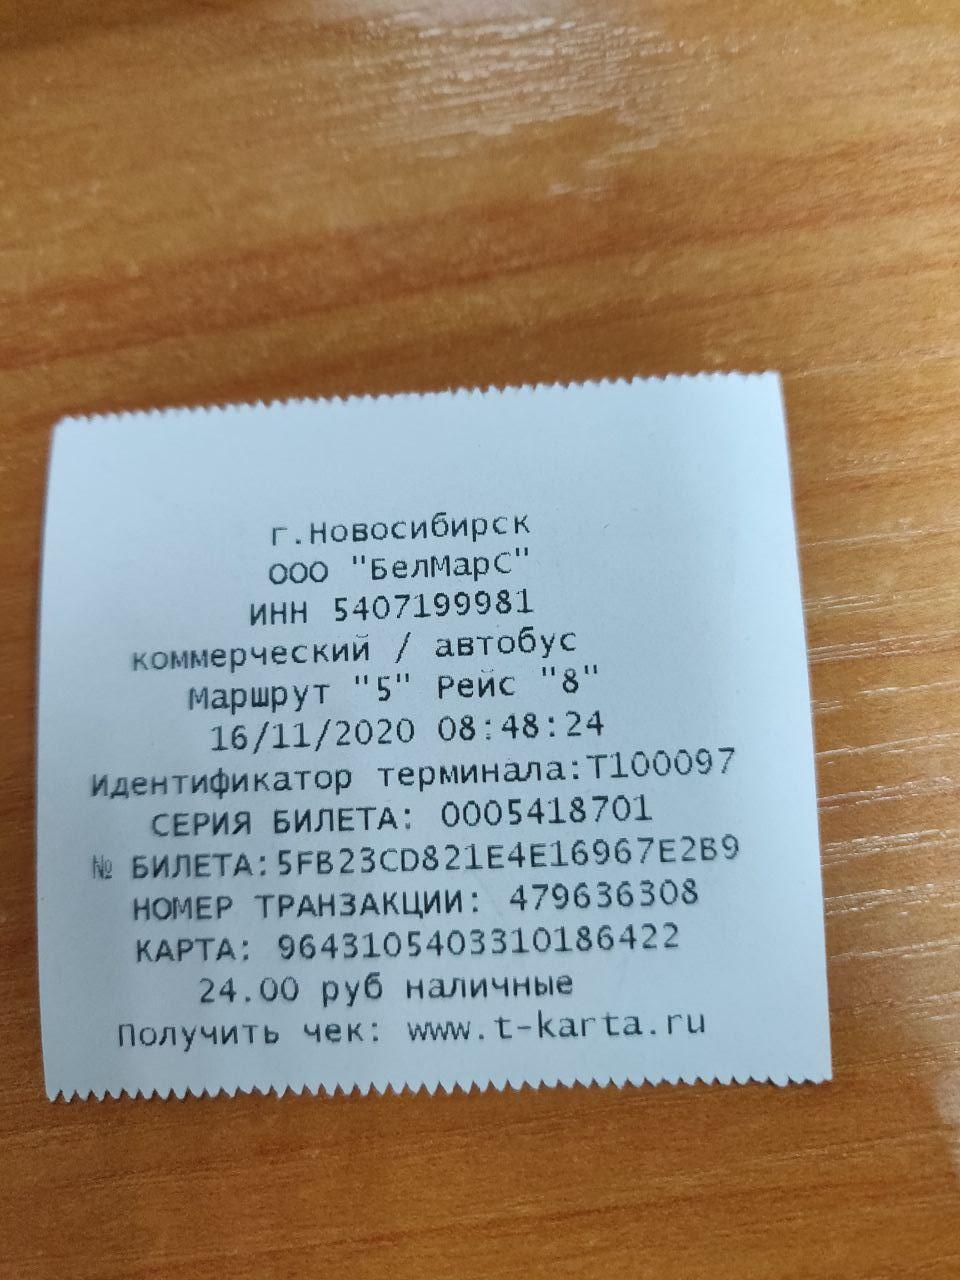 г.Новосибирск
ООО "БелМарС"
ИНН 5407199981
коммерческий / автобус
Маршрут "5" Рейс "8"
16/11/2020 08:48:24
Идентификатор терминала:T100097
СЕРИЯ БИЛЕТА: 0005418701
№ БИЛЕТА:5FB23CD821E4E16967E2B9
НОМЕР ТРАНЗАКЦИИ: 479636308
КАРТА: 9643105403310186422
24.00 руб наличные
Получить чек: www.t-karta.ru